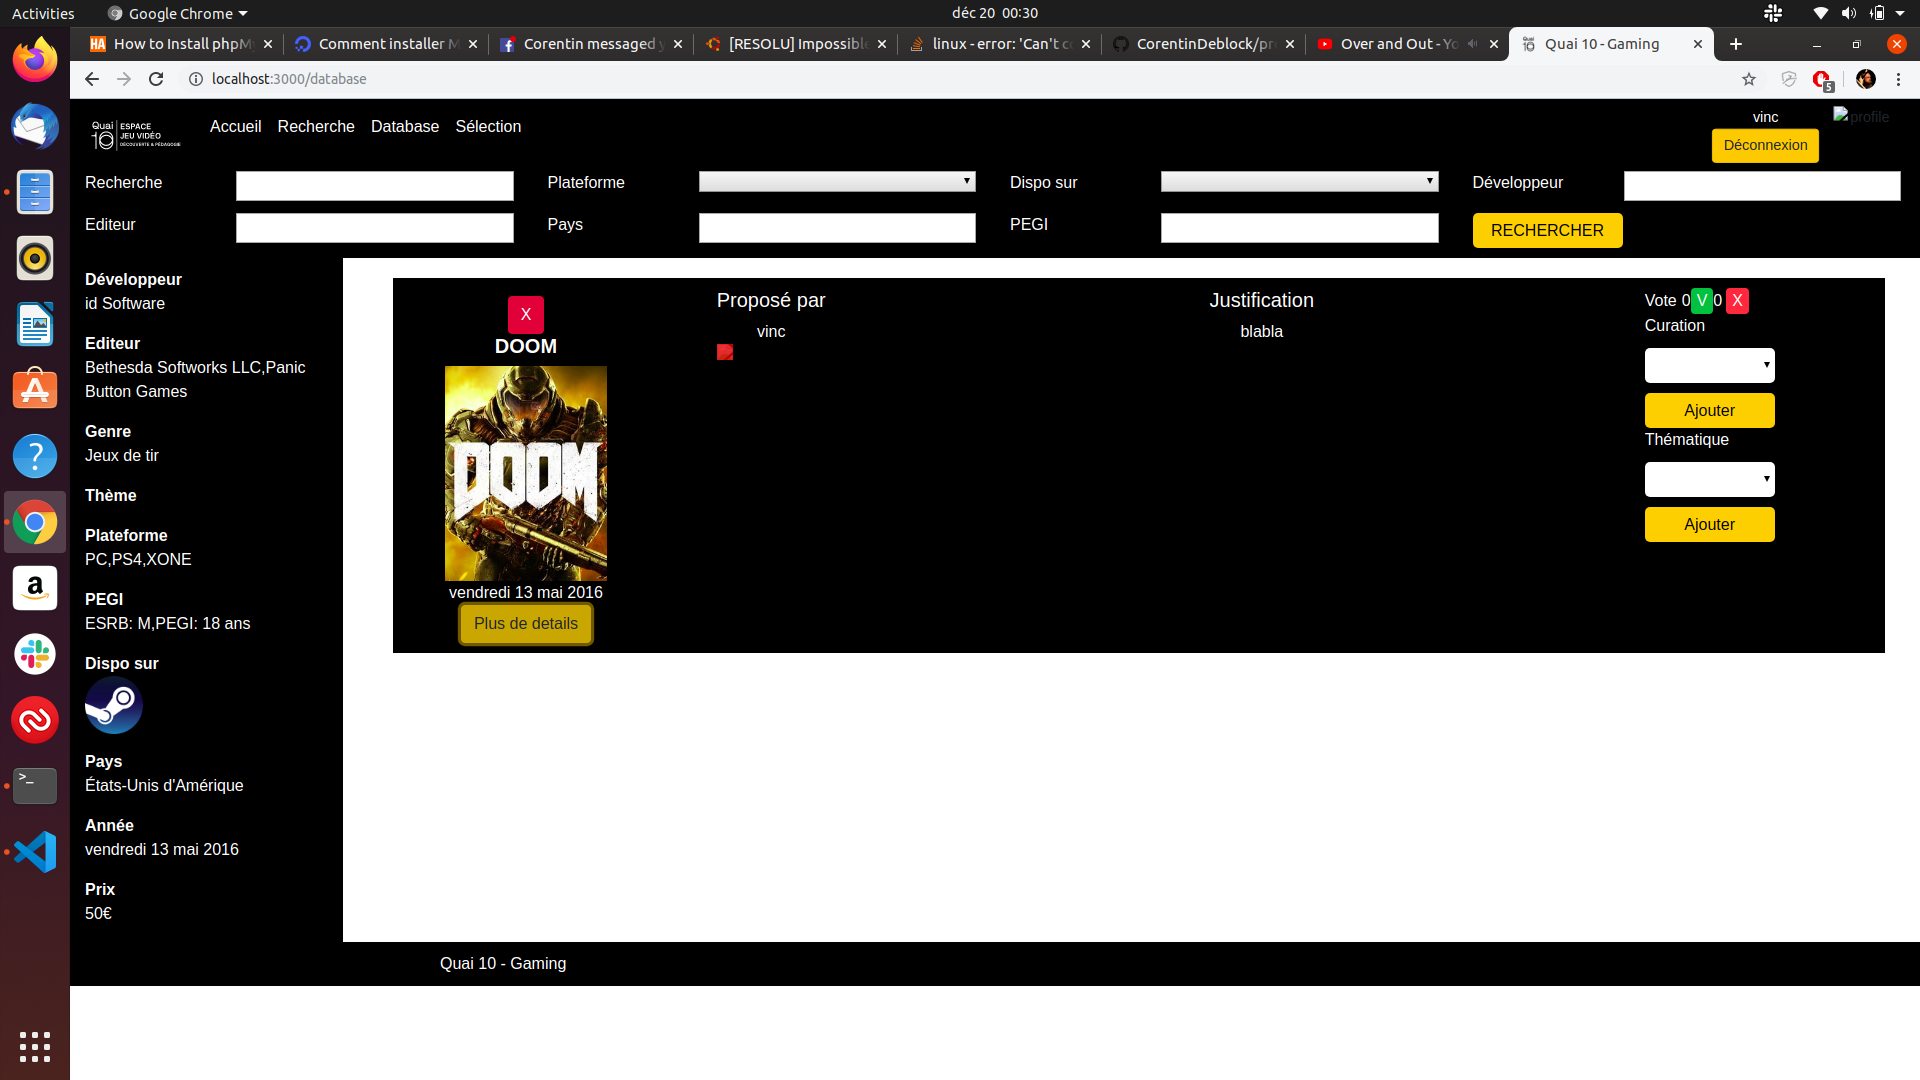 Activities
Google Chrome
déc 20 00:30
How to Install phpMy
Comment installer M
Corentin messaged y
[RESOLU] Impossible
linux - error: 'Can't co
CorentinDeblock/pro
Over and Out - Yo
Quai 10 - Gaming
localhost:3000/database
5
Quai 10
ESPACE
JEU VIDÉO
DÉCOUVERTE & PÉDAGOGIE
Accueil
Recherche
Database
Sélection
vinc
profile
Déconnexion
Recherche
Plateforme
Dispo sur
Développeur
Editeur
Pays
PEGI
RECHERCHER
Développeur
id Software
Editeur
Bethesda Softworks LLC,Panic
Button Games
Genre
Jeux de tir
Thème
Plateforme
PC,PS4,XONE
PEGI
ESRB: M,PEGI: 18 ans
Dispo sur
Pays
États-Unis d'Amérique
Année
vendredi 13 mai 2016
Prix
50€
X
DOOM
DOOM
vendredi 13 mai 2016
Plus de details
Proposé par
vinc
Justification
blabla
Vote 0 V 0 X
Curation
Ajouter
Thématique
Ajouter
Quai 10 - Gaming